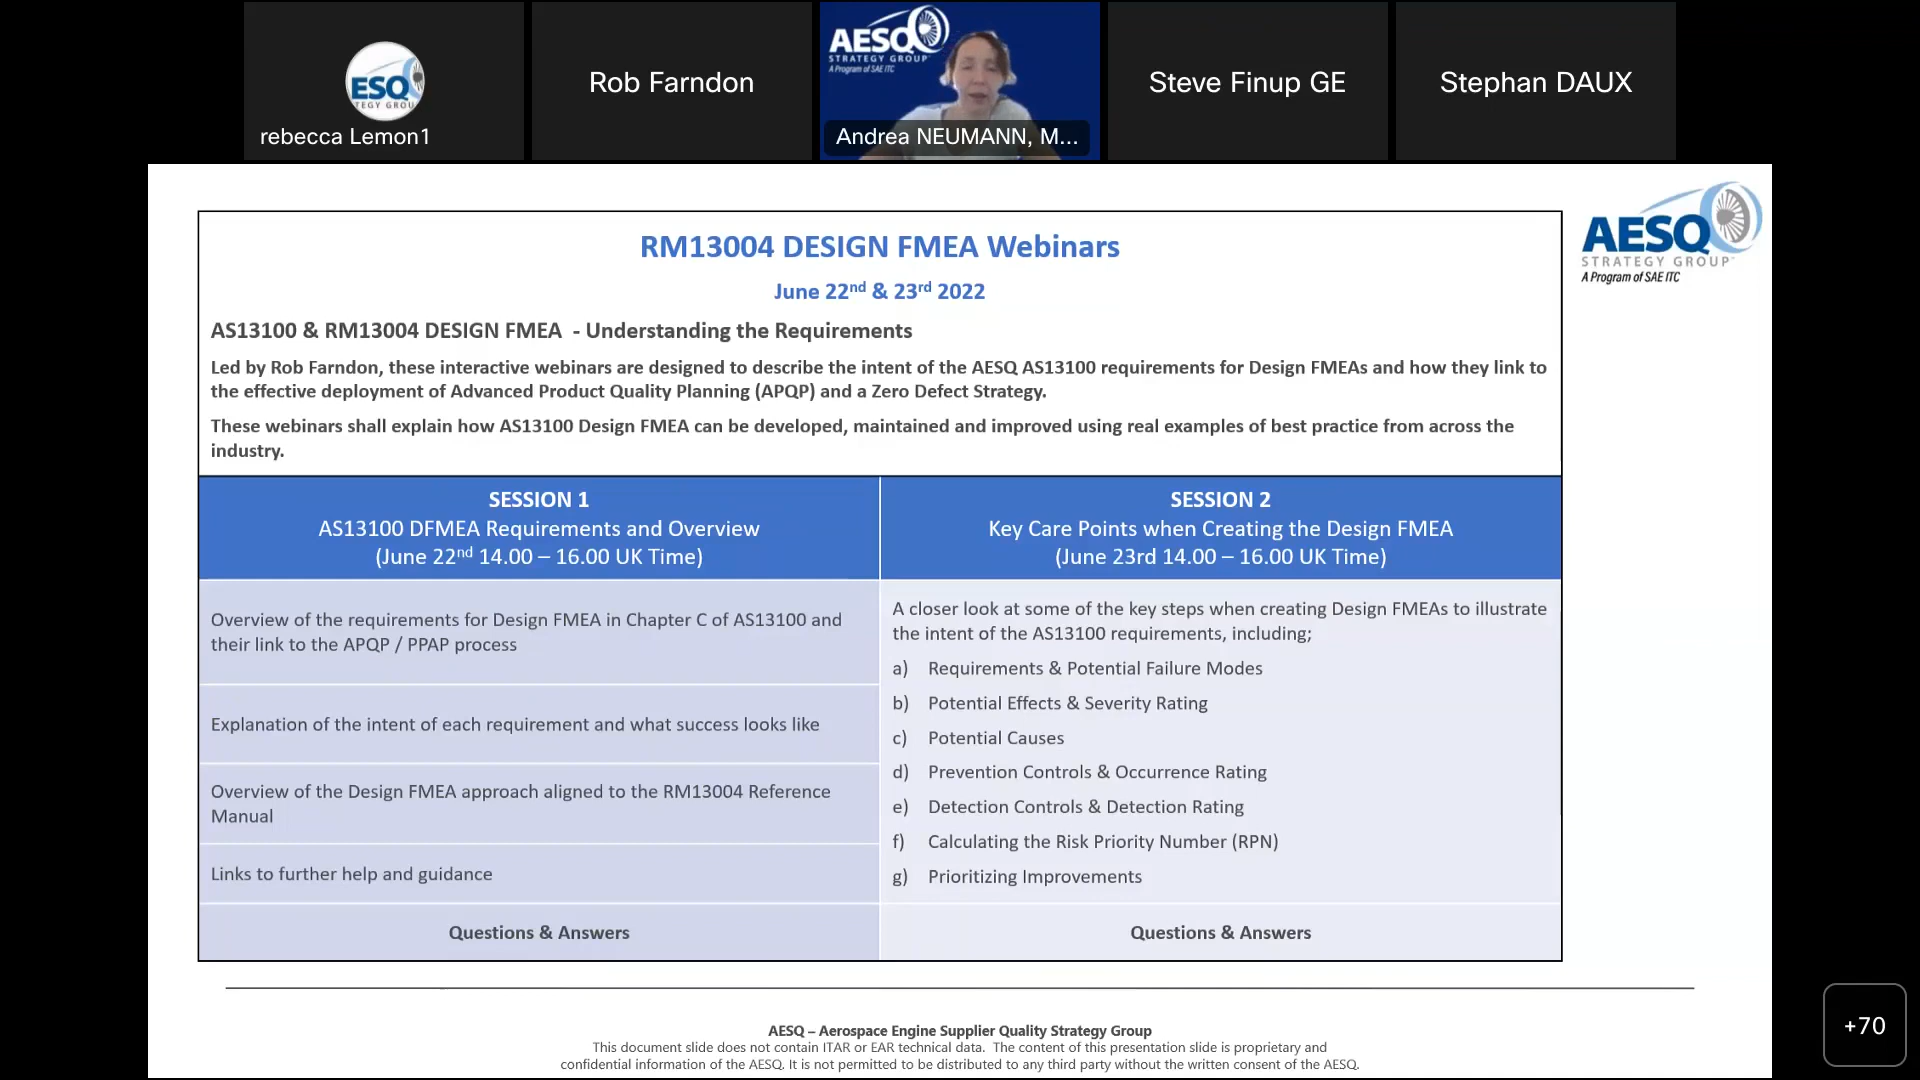 ESQ
TEGY GROU
rebecca Lemon1
Rob Farndon
AESQ
STRATEGY GROUP
A Program of SAE ITC
Andrea NEUMANN, M...
Steve Finup GE
Stephan DAUX
AESQ
STRATEGY GROUP
A Program of SAE ITC
RM13004 DESIGN FMEA Webinars
June 22nd & 23rd 2022
AS13100 & RM13004 DESIGN FMEA - Understanding the Requirements
Led by Rob Farndon, these interactive webinars are designed to describe the intent of the AESQ AS13100 requirements for Design FMEAs and how they link to
the effective deployment of Advanced Product Quality Planning (APQP) and a Zero Defect Strategy.
These webinars shall explain how AS13100 Design FMEA can be developed, maintained and improved using real examples of best practice from across the
industry.
SESSION 1
AS13100 DFMEA Requirements and Overview
(June 22nd 14.00 – 16.00 UK Time)
Overview of the requirements for Design FMEA in Chapter C of AS13100 and
their link to the APQP / PPAP process
Explanation of the intent of each requirement and what success looks like
Overview of the Design FMEA approach aligned to the RM13004 Reference
Manual
Links to further help and guidance
Questions & Answers
SESSION 2
Key Care Points when Creating the Design FMEA
(June 23rd 14.00 – 16.00 UK Time)
A closer look at some of the key steps when creating Design FMEAs to illustrate
the intent of the AS13100 requirements, including;
a) Requirements & Potential Failure Modes
b) Potential Effects & Severity Rating
c) Potential Causes
d) Prevention Controls & Occurrence Rating
e) Detection Controls & Detection Rating
f) Calculating the Risk Priority Number (RPN)
g) Prioritizing Improvements
Questions & Answers
AESQ – Aerospace Engine Supplier Quality Strategy Group
This document slide does not contain ITAR or EAR technical data. The content of this presentation slide is proprietary and
confidential information of the AESQ. It is not permitted to be distributed to any third party without the written consent of the AESQ.
+70